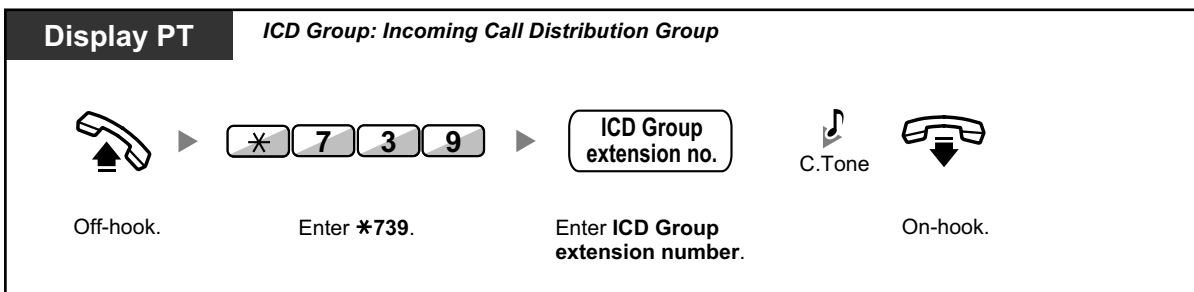 Display PT
ICD Group: Incoming Call Distribution Group
* 7 3 9
ICD Group
extension no.
C.Tone
Off-hook.
Enter *739.
Enter ICD Group
extension number.
On-hook.